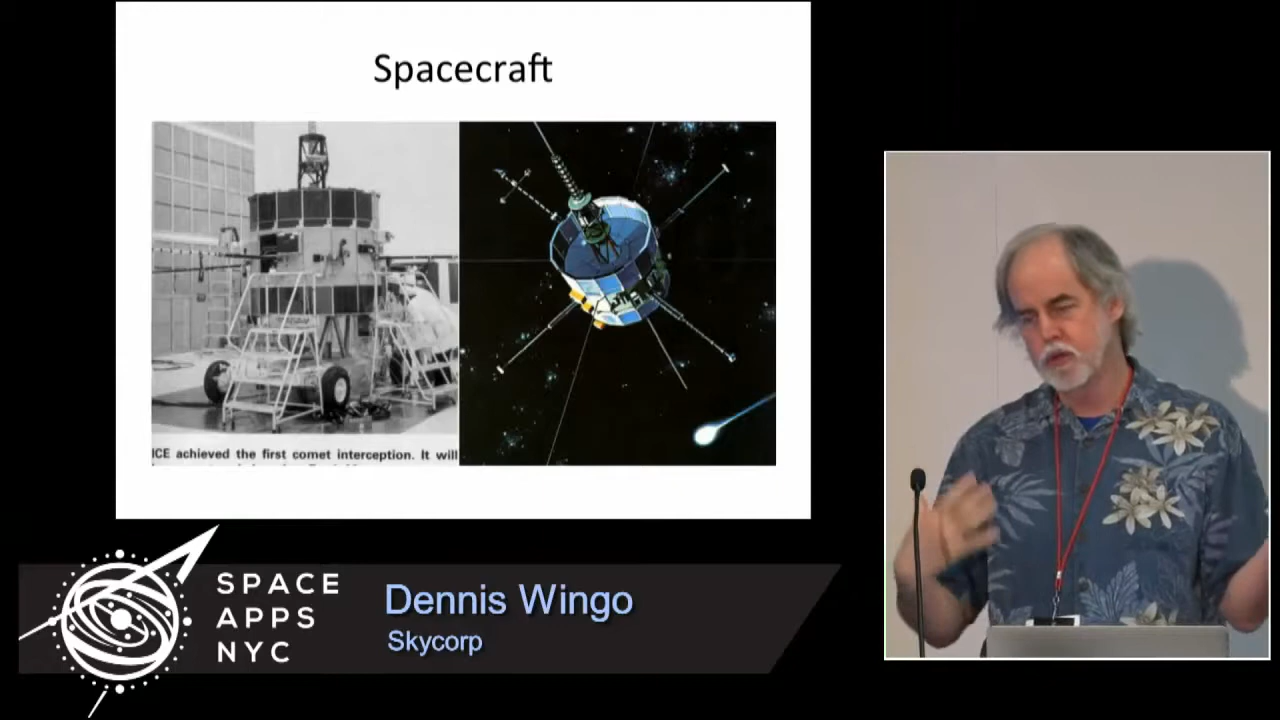 Spacecraft
ICE achieved the first comet interception. It will
SPACE
APPS
NYC
Dennis Wingo
Skycorp